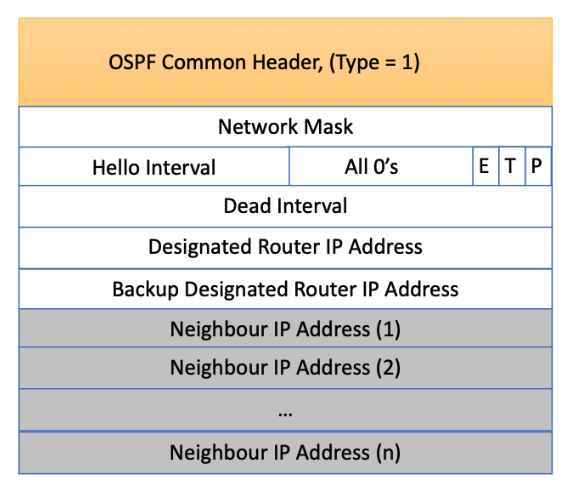 OSPF Common Header, (Type = 1)
Network Mask
Hello Interval All 0’s E T P
Dead Interval
Designated Router IP Address
Backup Designated Router IP Address
Neighbour IP Address (1)
Neighbour IP Address (2)
...
Neighbour IP Address (n)